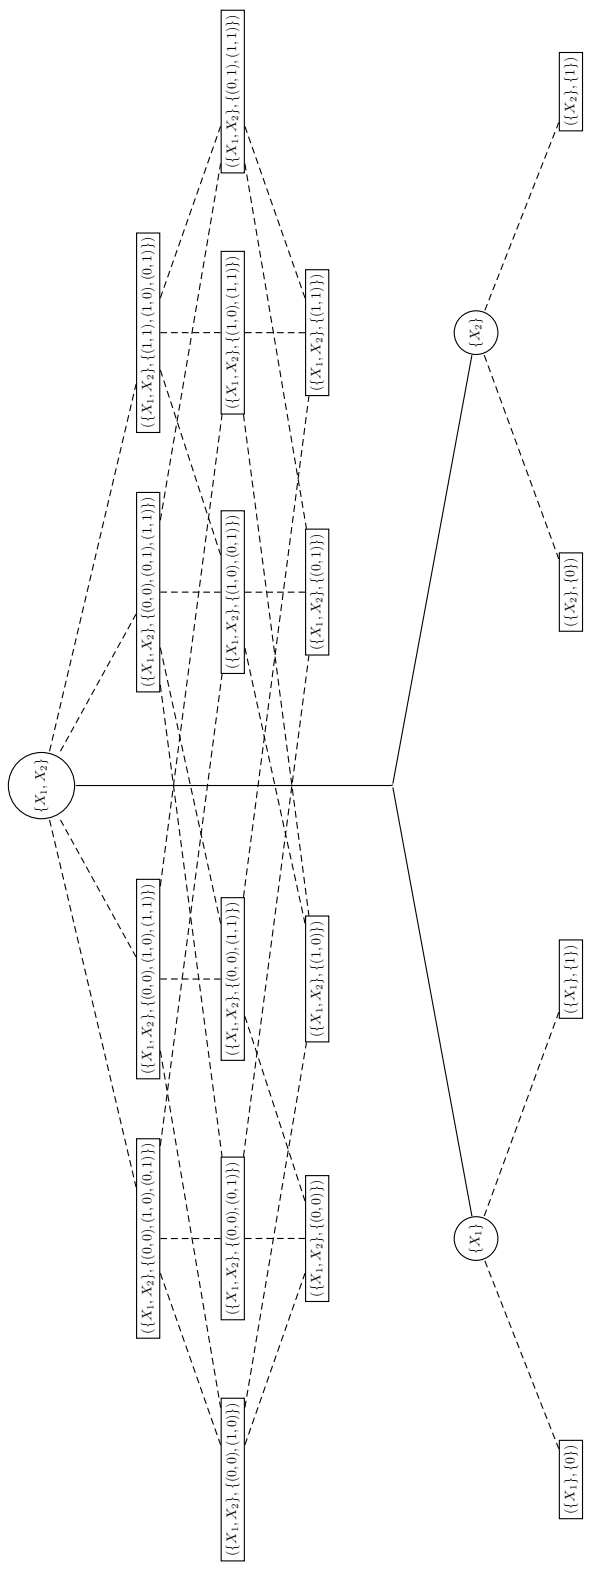 {X₁, X₂}
({X₁, X₂}, {(0, 0), (1, 0), (0, 1)})
({X₁, X₂}, {(0, 0), (1, 0), (1, 1)})
({X₁, X₂}, {(0, 0), (0, 1), (1, 1)})
({X₁, X₂}, {(1, 1), (1, 0), (0, 1)})
({X₁, X₂}, {(0, 0), (1, 0)})
({X₁, X₂}, {(0, 0), (0, 1)})
({X₁, X₂}, {(0, 0), (1, 1)})
({X₁, X₂}, {(1, 0), (0, 1)})
({X₁, X₂}, {(1, 0), (1, 1)})
({X₁, X₂}, {(0, 1), (1, 1)})
({X₁, X₂}, {(0, 0)})
({X₁, X₂}, {(1, 0)})
({X₁, X₂}, {(0, 1)})
({X₁, X₂}, {(1, 1)})
{X₁}
{X₂}
({X₁}, {0})
({X₁}, {1})
({X₂}, {0})
({X₂}, {1})